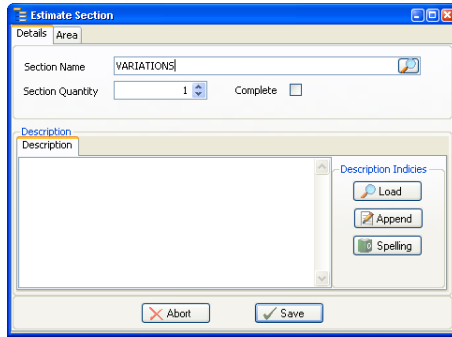 Estimate Section
Details Area
Section Name VARIATIONS
Section Quantity 1 Complete
Description
Description
Description Indicies
Load
Append
Spelling
Abort Save